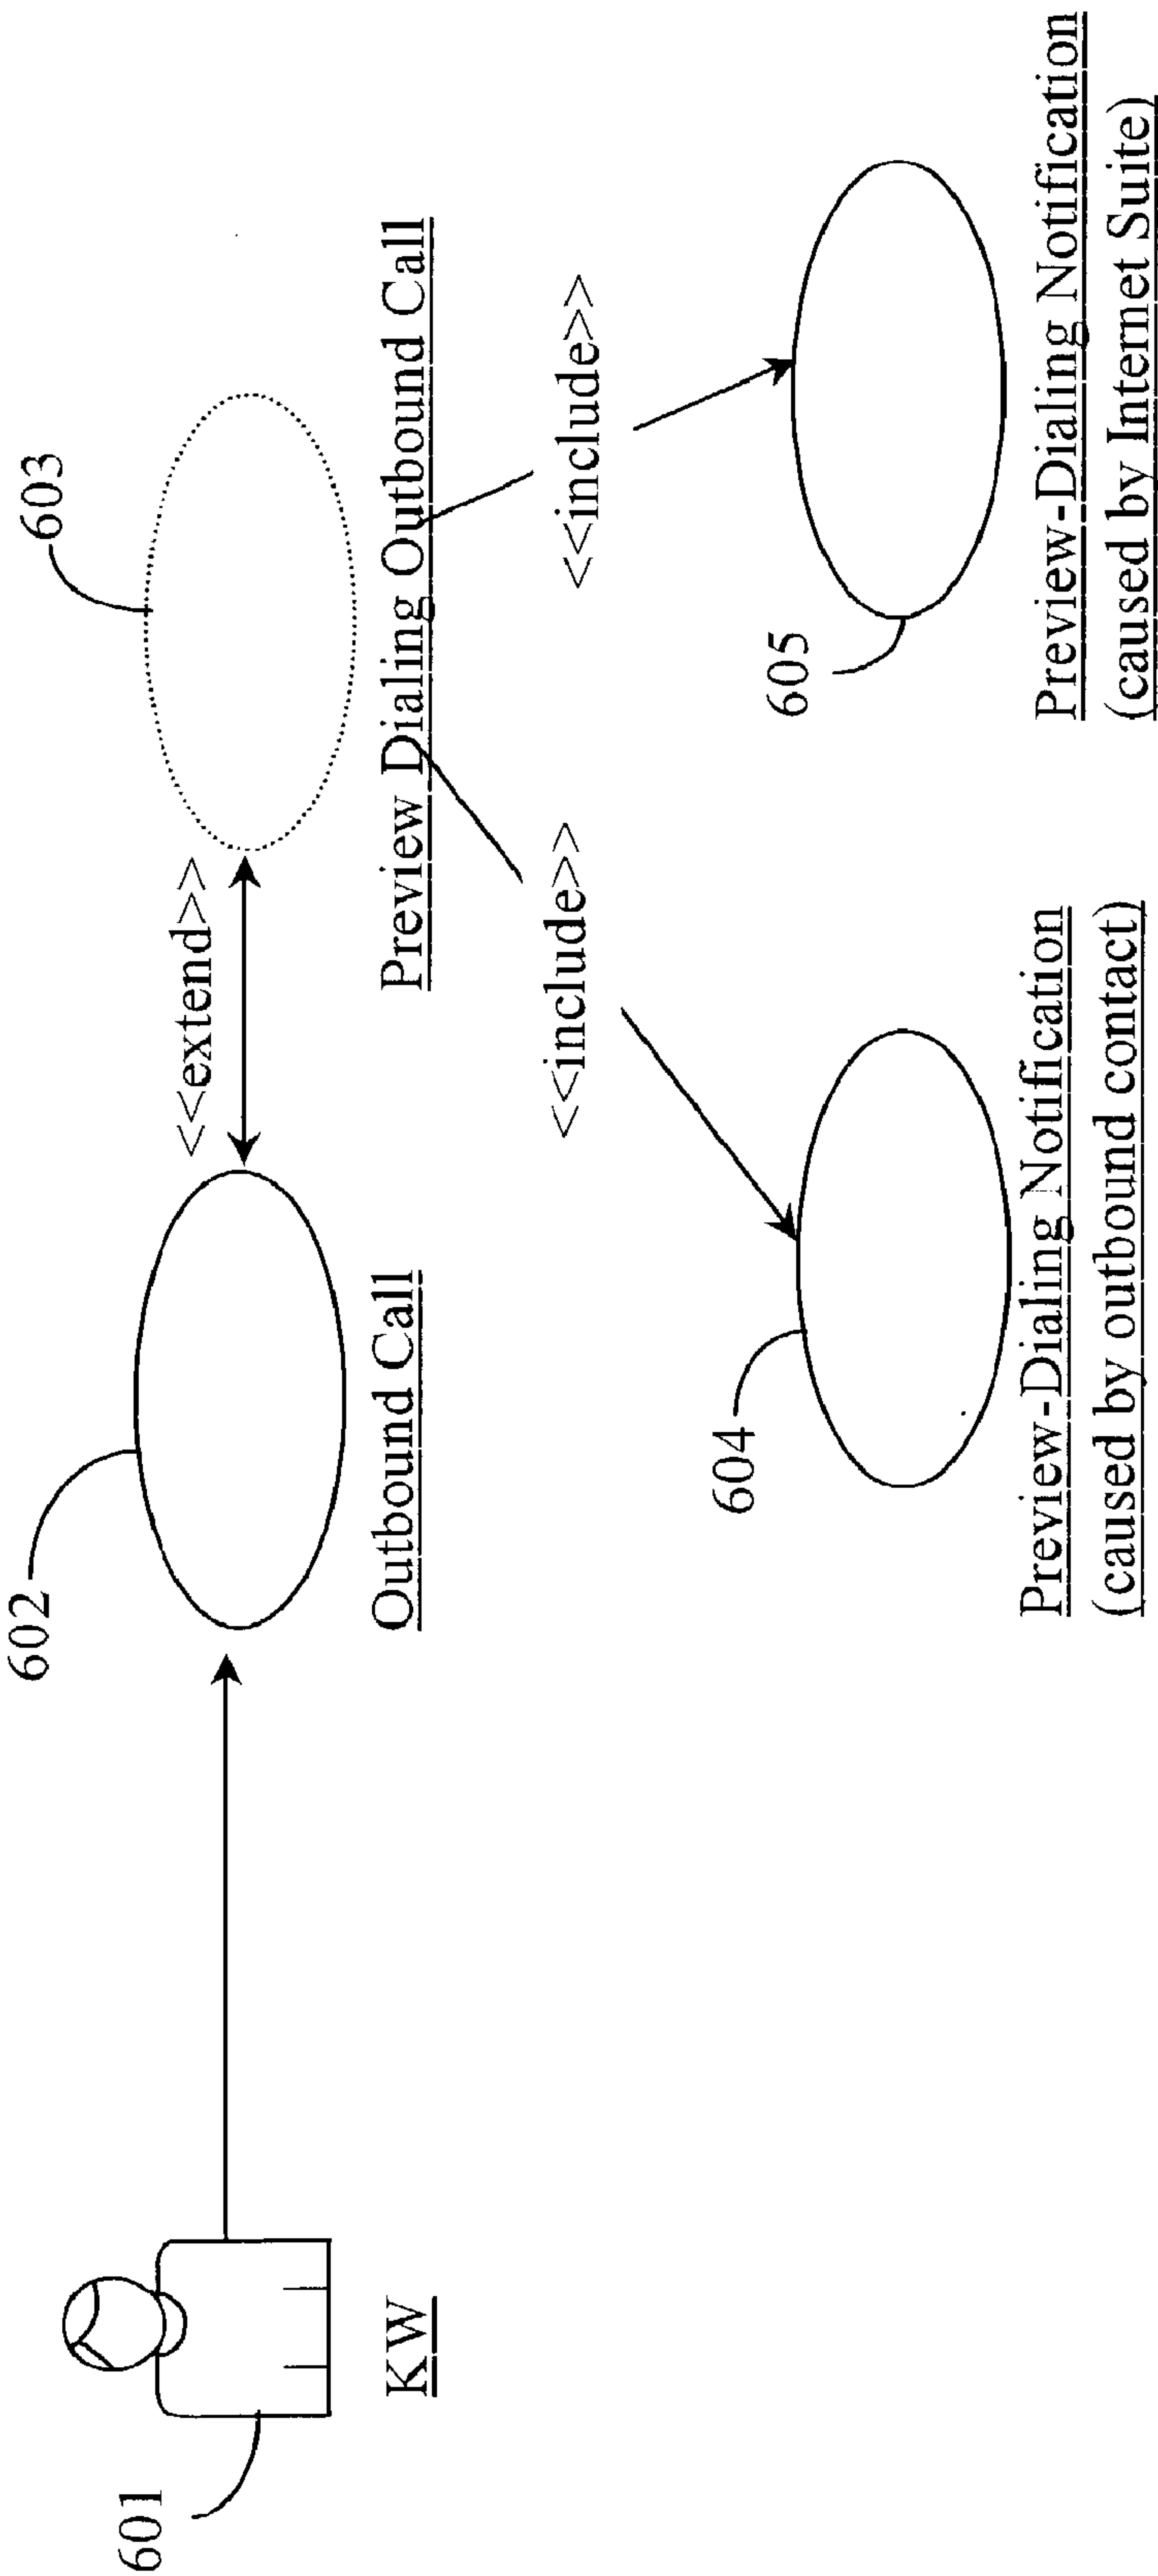 601
KW
602
Outbound Call
<<extend>>
603
Preview Dialing Outbound Call
<<include>>
<<include>>
604
Preview-Dialing Notification
(caused by outbound contact)
605
Preview-Dialing Notification
(caused by Internet Suite)